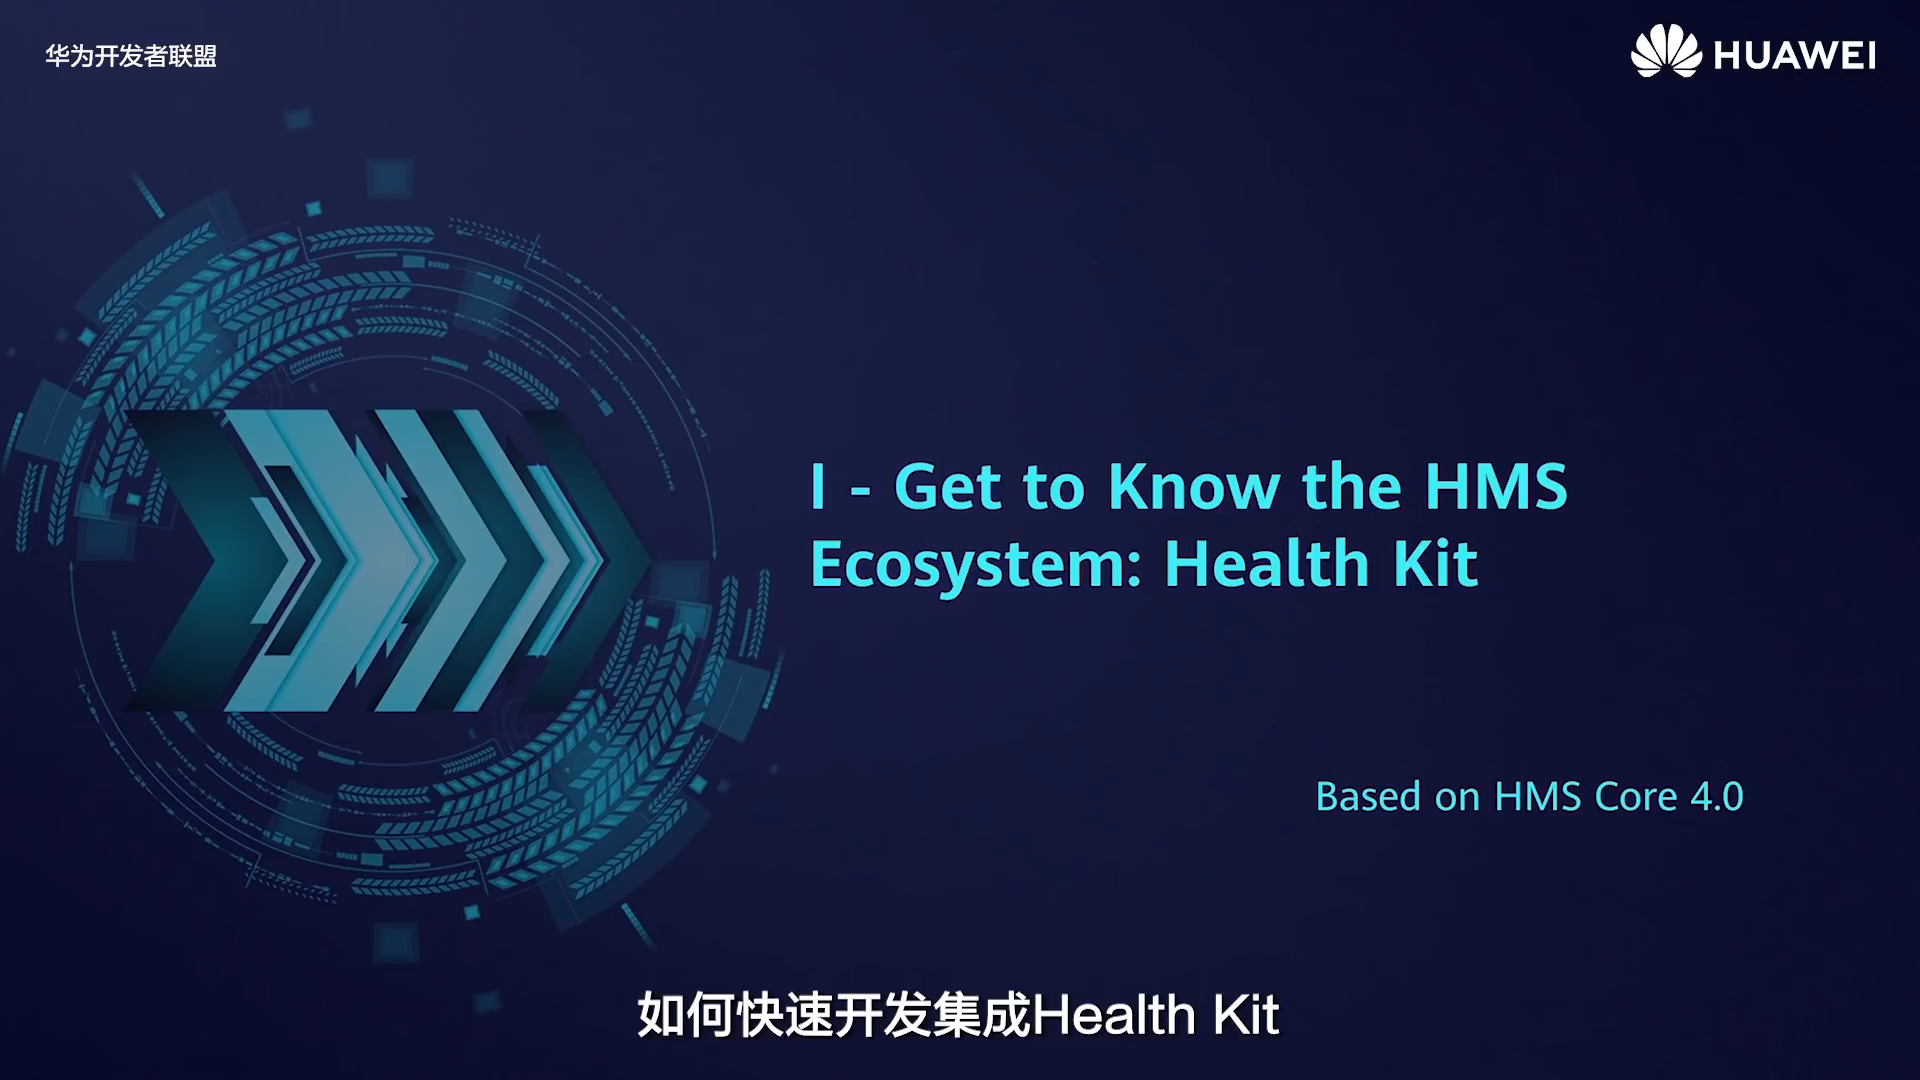 华为开发者联盟
HUAWEI
I - Get to Know the HMS
Ecosystem: Health Kit
Based on HMS Core 4.0
如何快速开发集成Health Kit